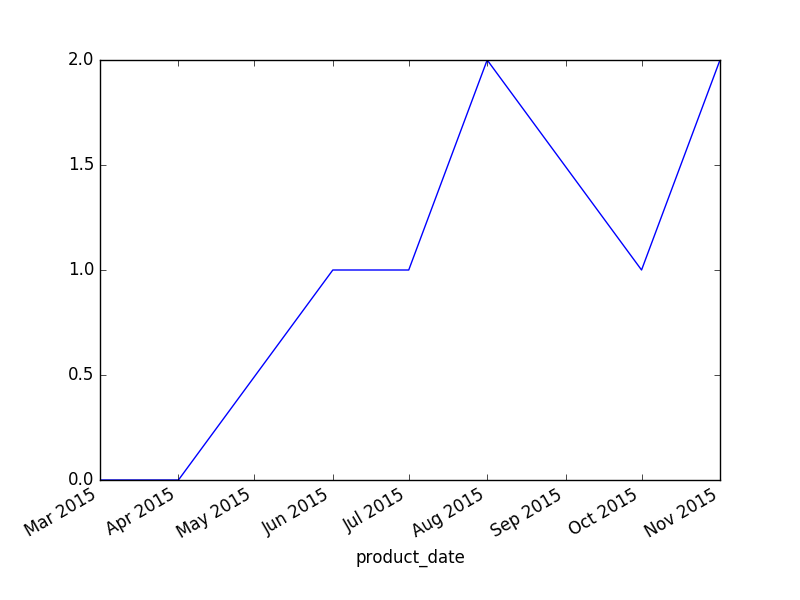 2.0
1.5
1.0
0.5
0.0
Mar 2015
Apr 2015
May 2015
Jun 2015
Jul 2015
Aug 2015
Sep 2015
Oct 2015
Nov 2015
product_date